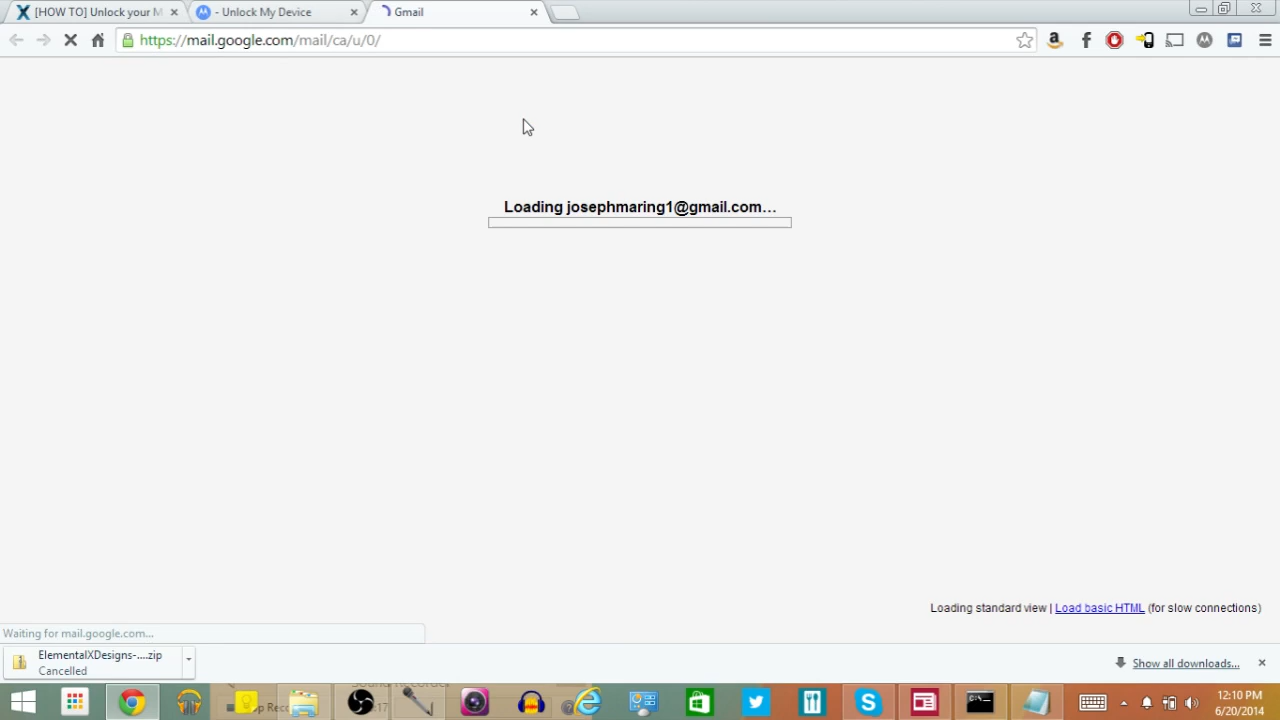 [HOW TO] Unlock your M
- Unlock My Device
Gmail
https://mail.google.com/mail/ca/u/0/
Loading josephmaring1@gmail.com…
Loading standard view | Load basic HTML (for slow connections)
Waiting for mail.google.com...
ElementalXDesigns-....zip
Cancelled
Show all downloads...
12:10 PM
6/20/2014